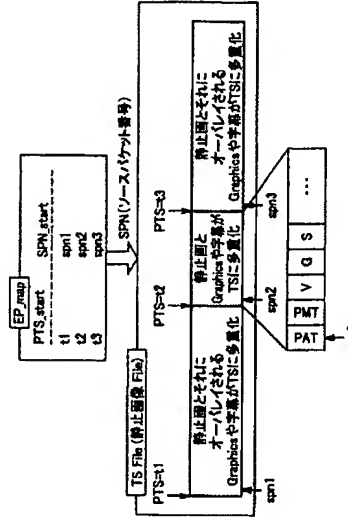 EP_map
PTS_start SPN_start
t1 spn1
t2 spn2
t3 spn3
SPN(ソースパケット番号)
TS File(静止画像 File)
PTS=t1
PTS=t2
PTS=t3
静止画とそれに
オーバレイされる
Graphicsや字幕がTSに多重化
静止画と
Graphicsや字幕が
TSに多重化
静止画とそれに
オーバレイされる
Graphicsや字幕がTSに多重化
spn1
spn2
spn3
PAT PMT V G S …